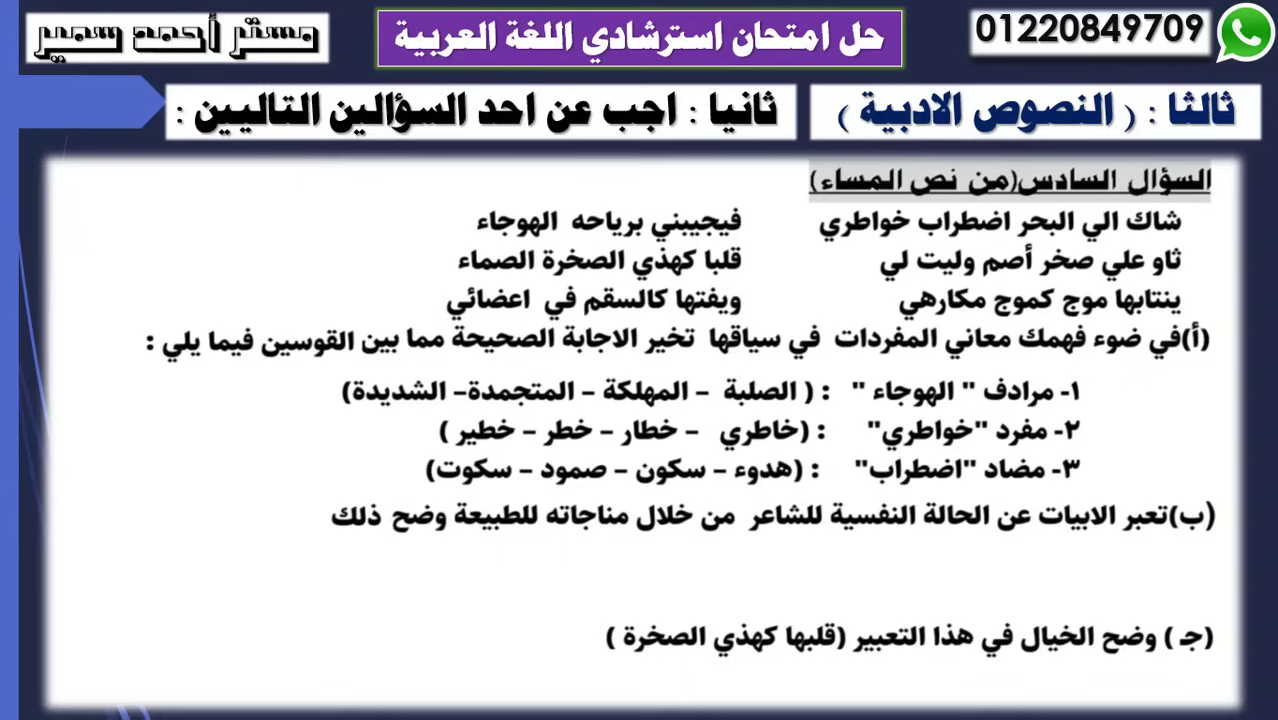 مستر أحمد سمير
حل امتحان استرشادي اللغة العربية
01220849709
ثالثا : ( النصوص الادبية )
ثانيا : اجب عن احد السؤالين التاليين :
السؤال السادس(من نص المساء)
شاك الي البحر اضطراب خواطري فيجيبني برياحه الهوجاء
ثاو علي صخر أصم وليت لي قلبا كهذي الصخرة الصماء
ينتابها موج كموج مكارهي ويفتها كالسقم في اعضائي
(أ)في ضوء فهمك معاني المفردات في سياقها تخير الاجابة الصحيحة مما بين القوسين فيما يلي :
١- مرادف " الهوجاء " : ( الصلبة – المهلكة – المتجمدة– الشديدة)
٢- مفرد "خواطري" : (خاطري – خطار – خطر – خطير )
٣- مضاد "اضطراب" : (هدوء – سكون – صمود – سكوت)
(ب)تعبر الابيات عن الحالة النفسية للشاعر من خلال مناجاته للطبيعة وضح ذلك
(جـ ) وضح الخيال في هذا التعبير (قلبها كهذي الصخرة )